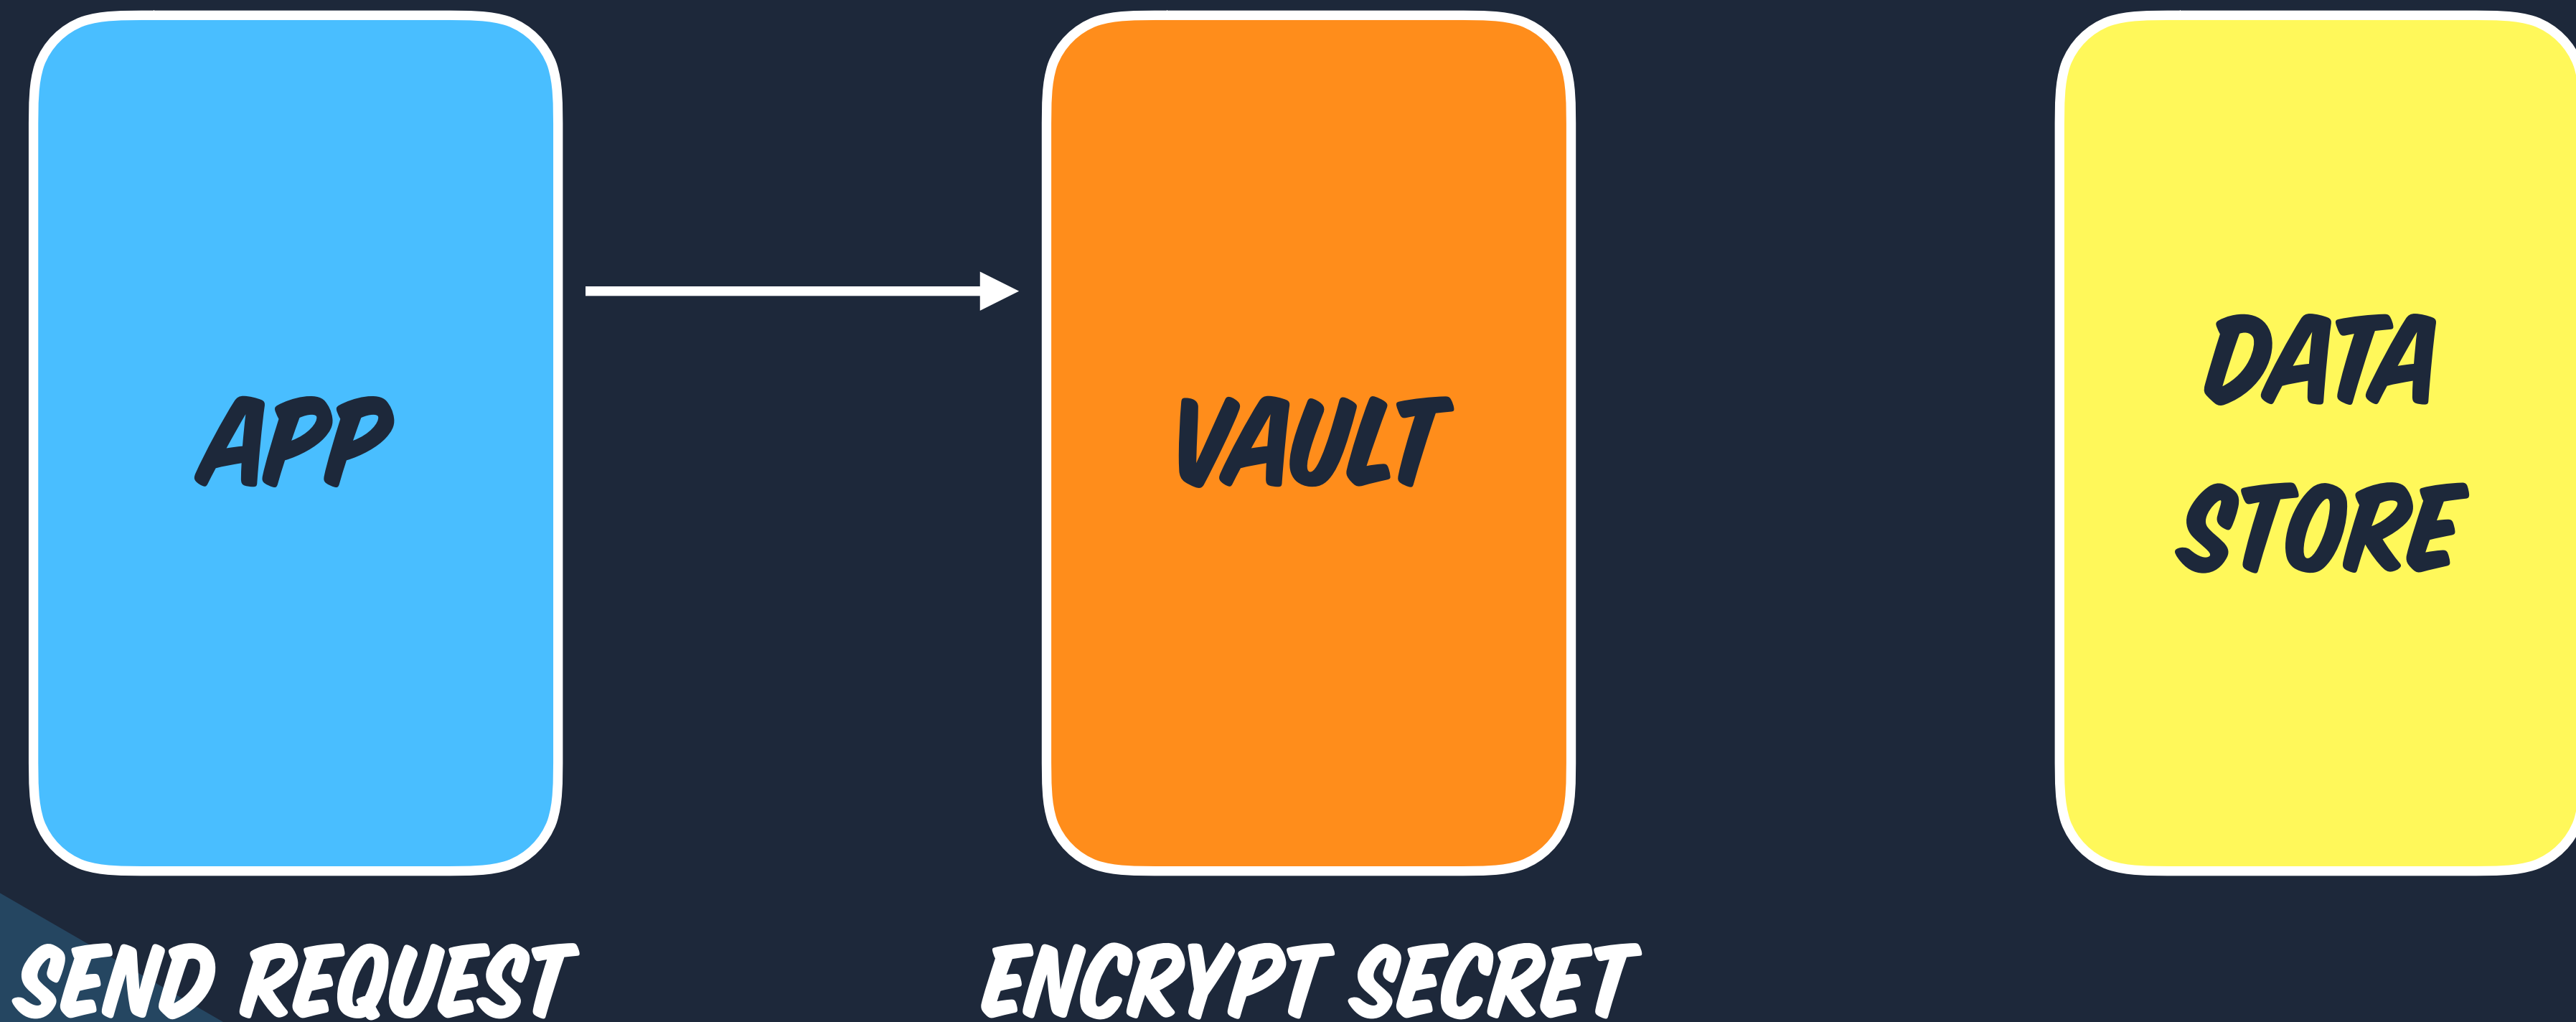 APP
VAULT
DATA
STORE
SEND REQUEST
ENCRYPT SECRET